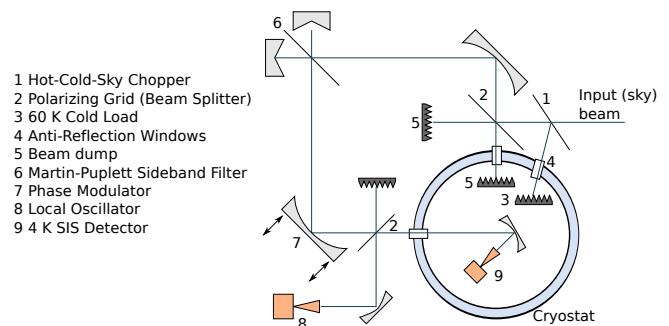 1 Hot-Cold-Sky Chopper
2 Polarizing Grid (Beam Splitter)
3 60 K Cold Load
4 Anti-Reflection Windows
5 Beam dump
6 Martin-Puplett Sideband Filter
7 Phase Modulator
8 Local Oscillator
9 4 K SIS Detector
6
2
1
Input (sky)
beam
5
4
5
3
7
2
9
8
Cryostat